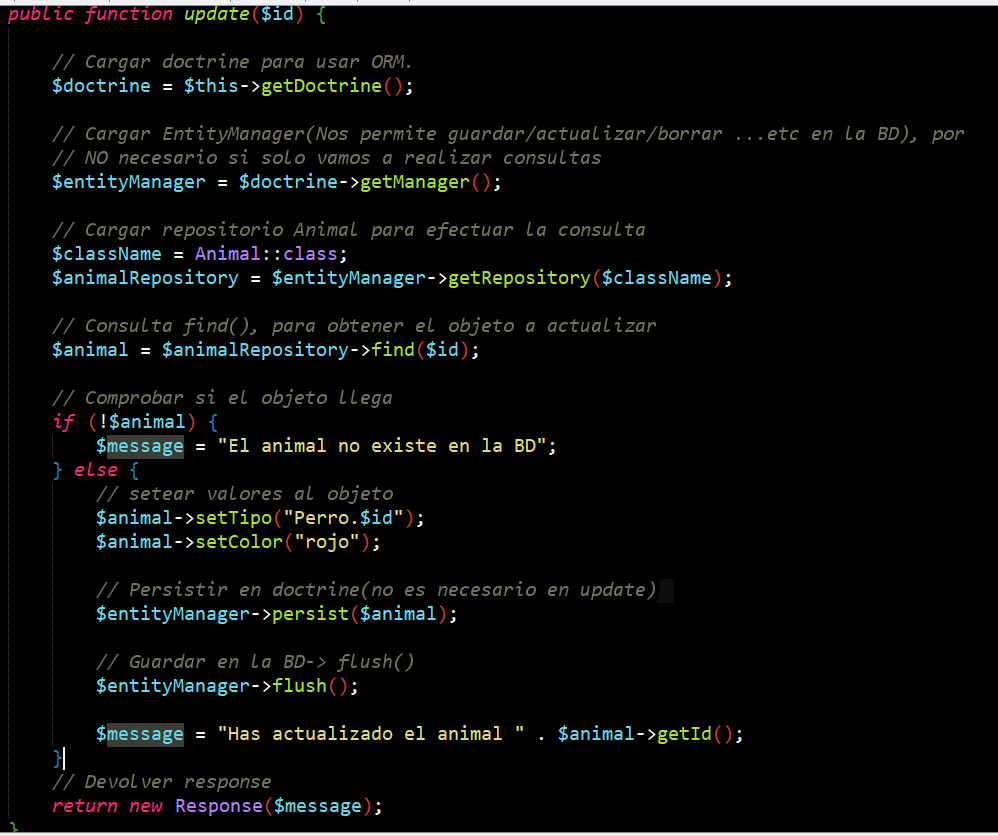 public function update($id) {
// Cargar doctrine para usar ORM.
$doctrine = $this->getDoctrine();
// Cargar EntityManager(Nos permite guardar/actualizar/borrar ...etc en la BD), por
// NO necesario si solo vamos a realizar consultas
$entityManager = $doctrine->getManager();
// Cargar repositorio Animal para efectuar la consulta
$className = Animal::class;
$animalRepository = $entityManager->getRepository($className);
// Consulta find(), para obtener el objeto a actualizar
$animal = $animalRepository->find($id);
// Comprobar si el objeto llega
if (!$animal) {
$message = "El animal no existe en la BD";
} else {
// setear valores al objeto
$animal->setTipo("Perro.$id");
$animal->setColor("rojo");
// Persistir en doctrine(no es necesario en update)
$entityManager->persist($animal);
// Guardar en la BD-> flush()
$entityManager->flush();
$message = "Has actualizado el animal " . $animal->getId();
}
// Devolver response
return new Response($message);
}